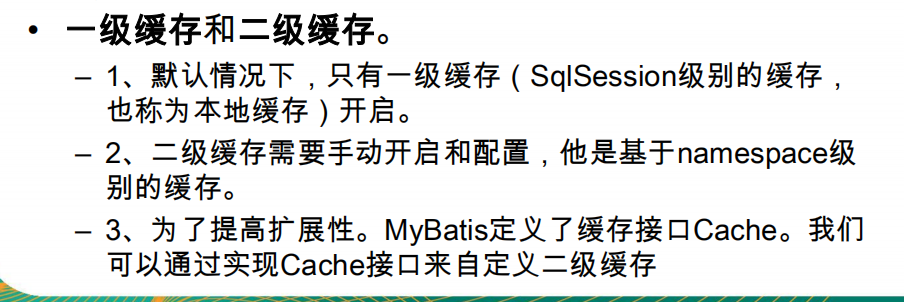 • 一级缓存和二级缓存。
– 1、默认情况下，只有一级缓存（SqlSession级别的缓存，
也称为本地缓存）开启。
– 2、二级缓存需要手动开启和配置，他是基于namespace级
别的缓存。
– 3、为了提高扩展性。MyBatis定义了缓存接口Cache。我们
可以通过实现Cache接口来自定义二级缓存